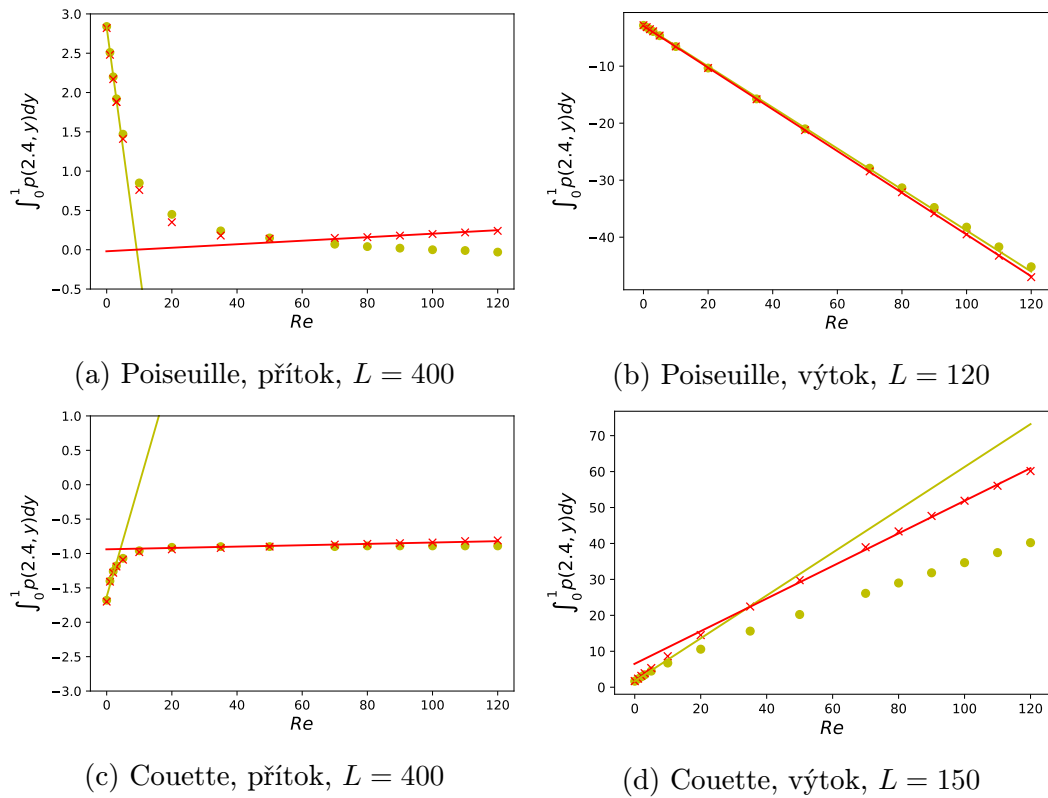 3.0
2.5
2.0
1.5
1.0
0.5
0.0
−0.5
∫₀¹ p(2.4, y)dy
0 20 40 60 80 100 120
Re
(a) Poiseuille, přítok, L = 400
−10
−20
−30
−40
∫₀¹ p(2.4, y)dy
0 20 40 60 80 100 120
Re
(b) Poiseuille, výtok, L = 120
1.0
0.5
0.0
−0.5
−1.0
−1.5
−2.0
−2.5
−3.0
∫₀¹ p(2.4, y)dy
0 20 40 60 80 100 120
Re
(c) Couette, přítok, L = 400
70
60
50
40
30
20
10
0
∫₀¹ p(2.4, y)dy
0 20 40 60 80 100 120
Re
(d) Couette, výtok, L = 150